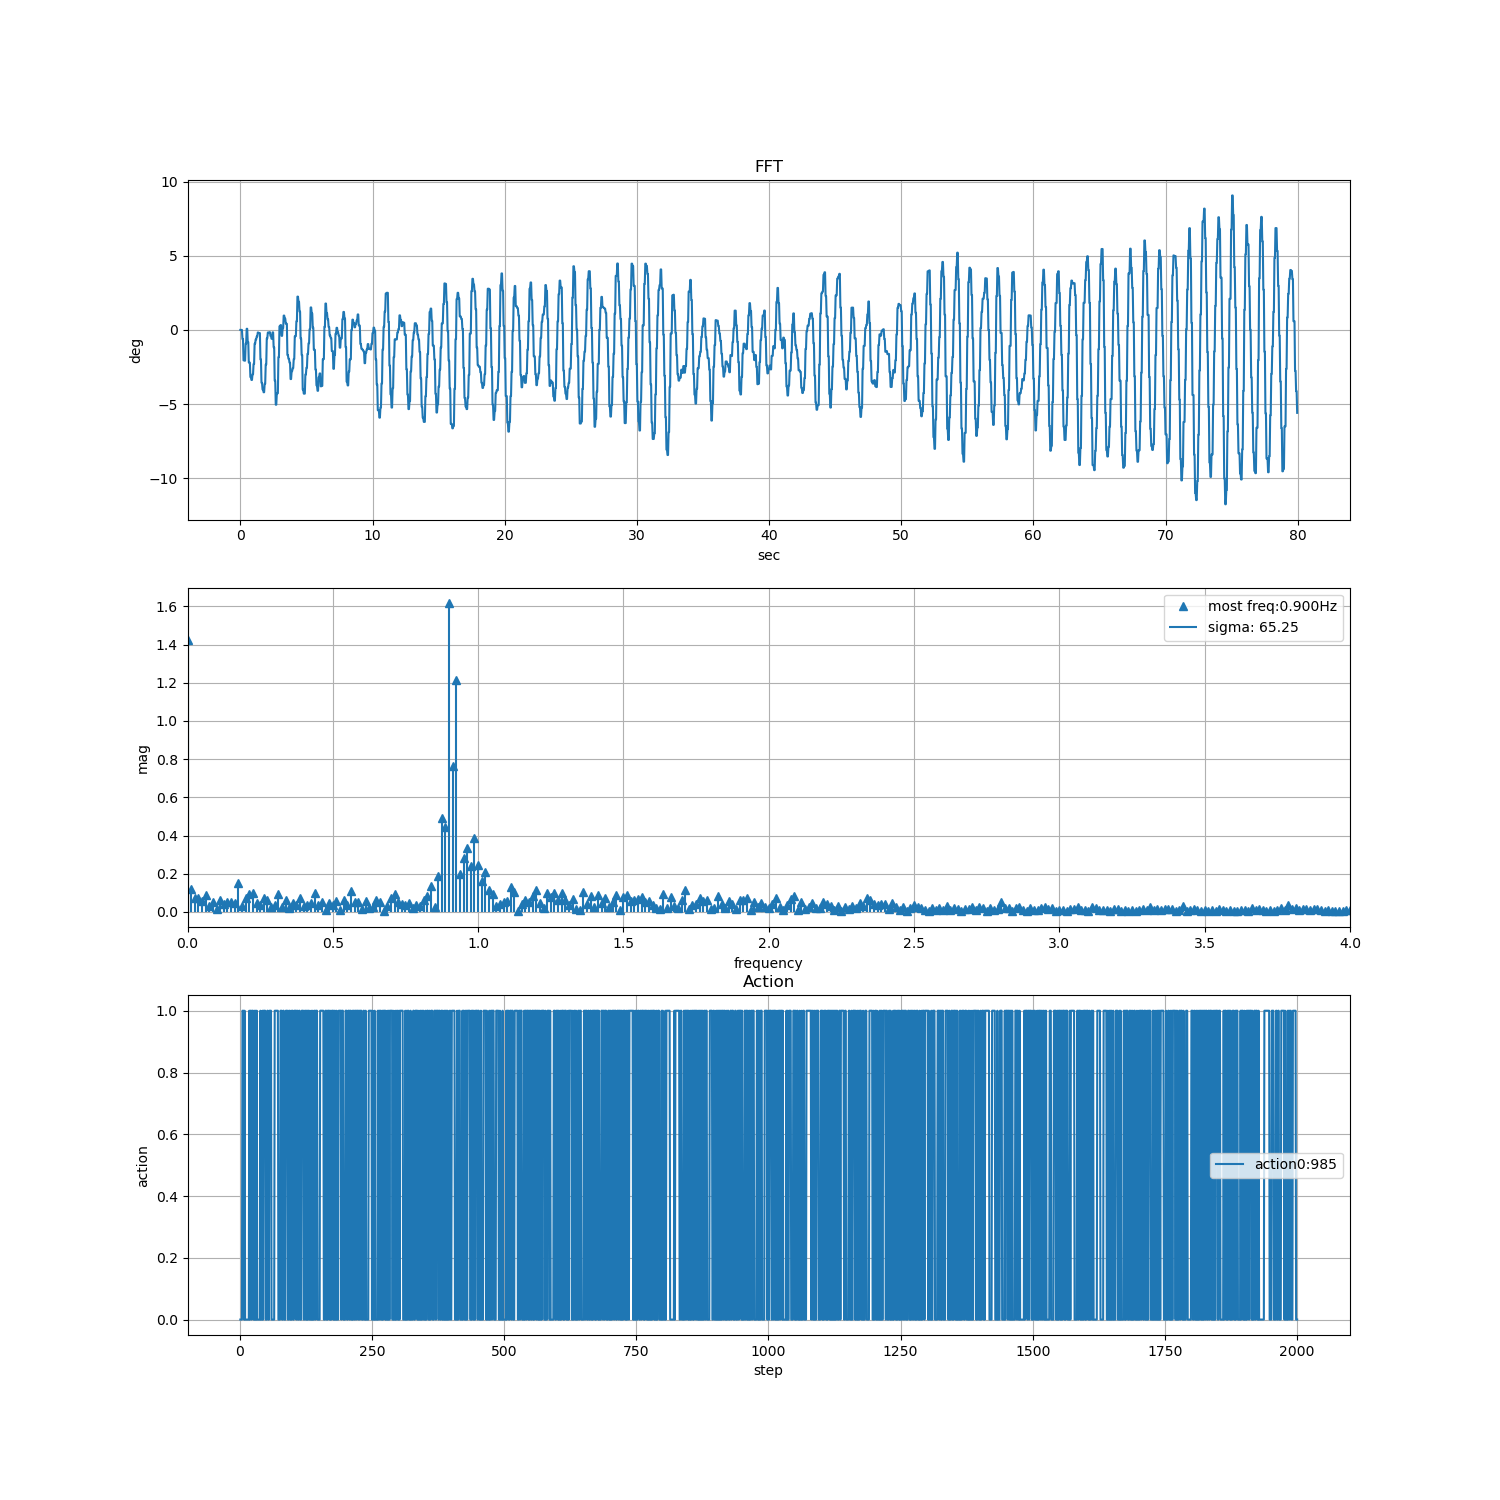 FFT
10
5
0
−5
−10
deg
0 10 20 30 40 50 60 70 80
sec
1.6
1.4
1.2
1.0
0.8
0.6
0.4
0.2
0.0
mag
most freq:0.900Hz
sigma: 65.25
0.0 0.5 1.0 1.5 2.0 2.5 3.0 3.5 4.0
frequency
Action
1.0
0.8
0.6
0.4
0.2
0.0
action
action0:985
0 250 500 750 1000 1250 1500 1750 2000
step